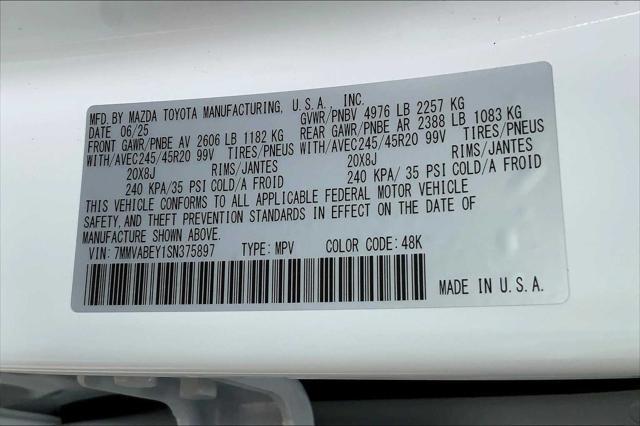 MFD. BY MAZDA TOYOTA MANUFACTURING, U.S.A., INC.
DATE 06/25 GVWR/PNBV 4976 LB 2257 KG
FRONT GAWR/PNBE AV 2606 LB 1182 KG REAR GAWR/PNBE AR 2388 LB 1083 KG
WITH/AVEC245/45R20 99V TIRES/PNEUS WITH/AVEC245/45R20 99V TIRES/PNEUS
20X8J RIMS/JANTES 20X8J RIMS/JANTES
240 KPA/35 PSI COLD/A FROID 240 KPA/ 35 PSI COLD/A FROID
THIS VEHICLE CONFORMS TO ALL APPLICABLE FEDERAL MOTOR VEHICLE
SAFETY, AND THEFT PREVENTION STANDARDS IN EFFECT ON THE DATE OF
MANUFACTURE SHOWN ABOVE.
VIN: 7MMVABEY1SN375897 TYPE: MPV COLOR CODE: 48K
MADE IN U.S.A.